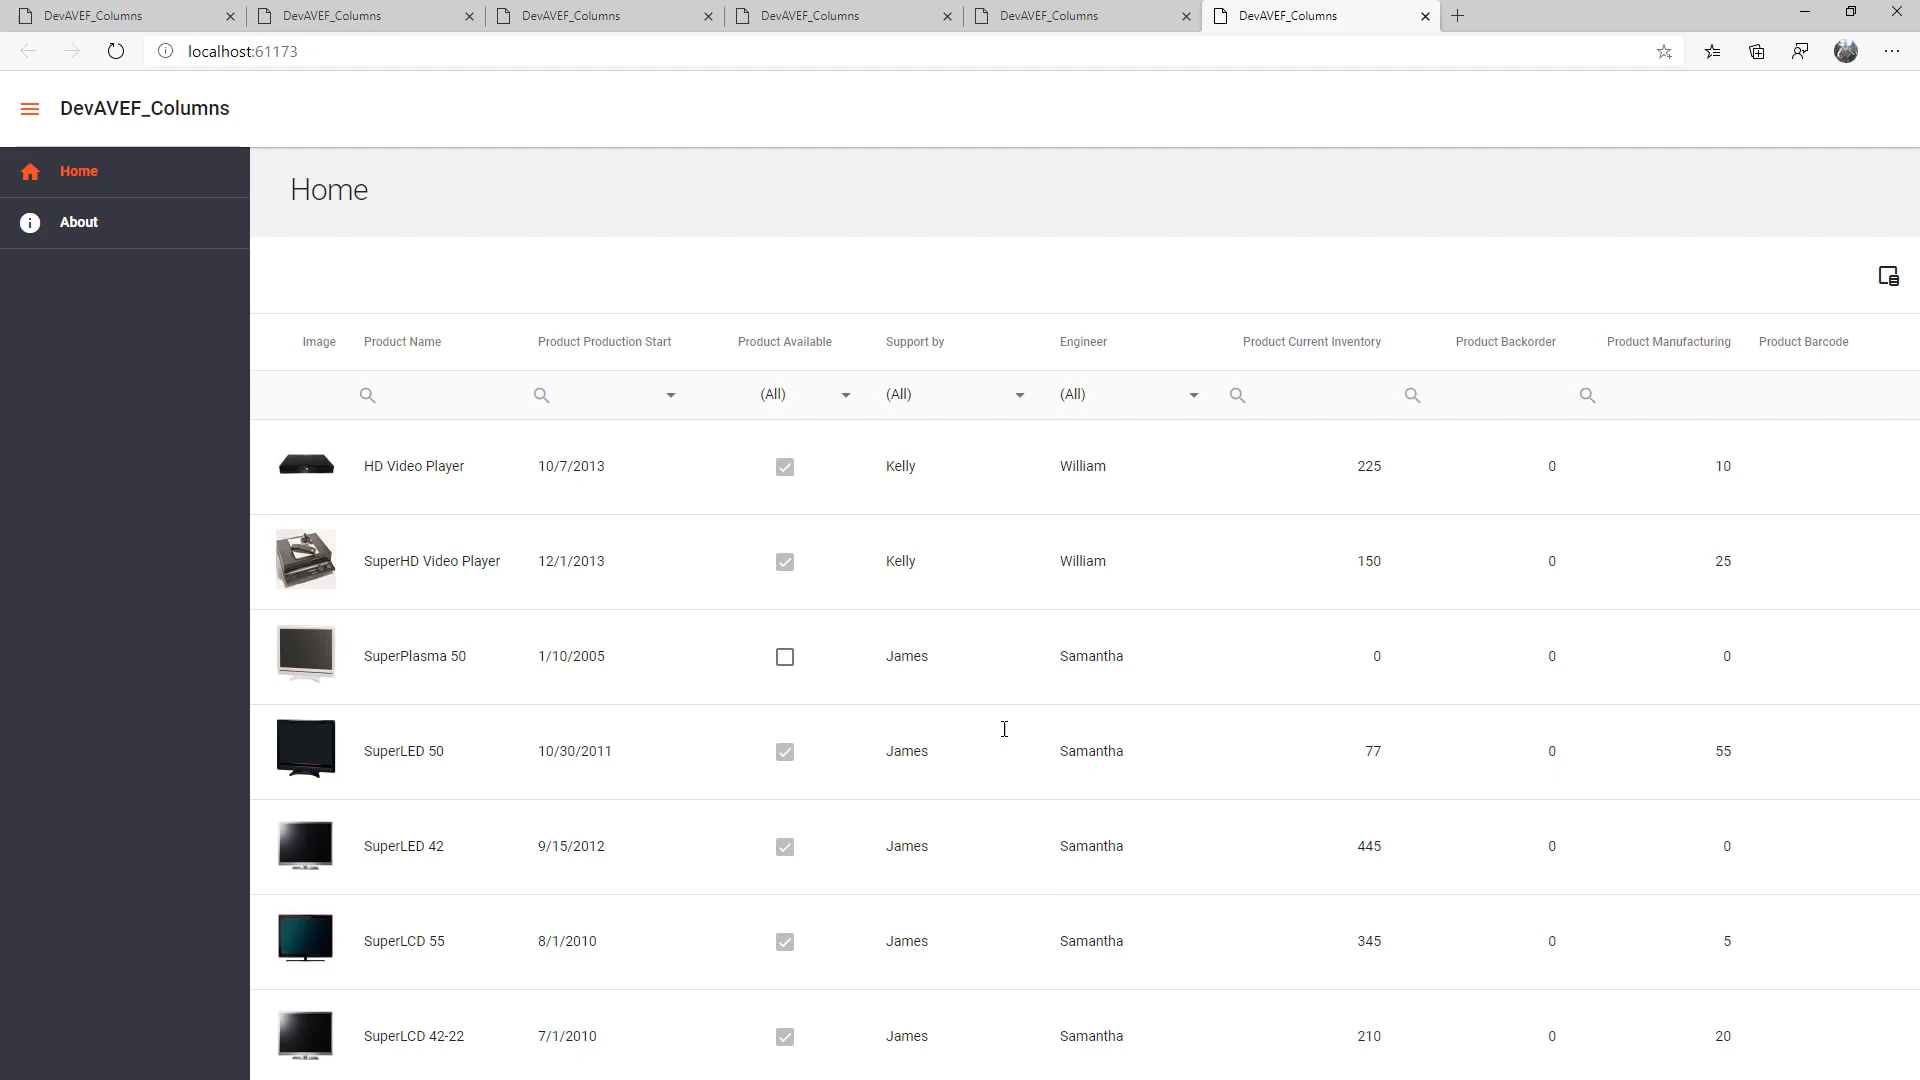 DevAVEF_Columns DevAVEF_Columns DevAVEF_Columns DevAVEF_Columns DevAVEF_Columns DevAVEF_Columns
localhost:61173
DevAVEF_Columns
Home
About
Home
Image Product Name Product Production Start Product Available Support by Engineer Product Current Inventory Product Backorder Product Manufacturing Product Barcode
(All) (All) (All)
HD Video Player 10/7/2013 Kelly William 225 0 10
SuperHD Video Player 12/1/2013 Kelly William 150 0 25
SuperPlasma 50 1/10/2005 James Samantha 0 0 0
SuperLED 50 10/30/2011 James Samantha 77 0 55
SuperLED 42 9/15/2012 James Samantha 445 0 0
SuperLCD 55 8/1/2010 James Samantha 345 0 5
SuperLCD 42-22 7/1/2010 James Samantha 210 0 20